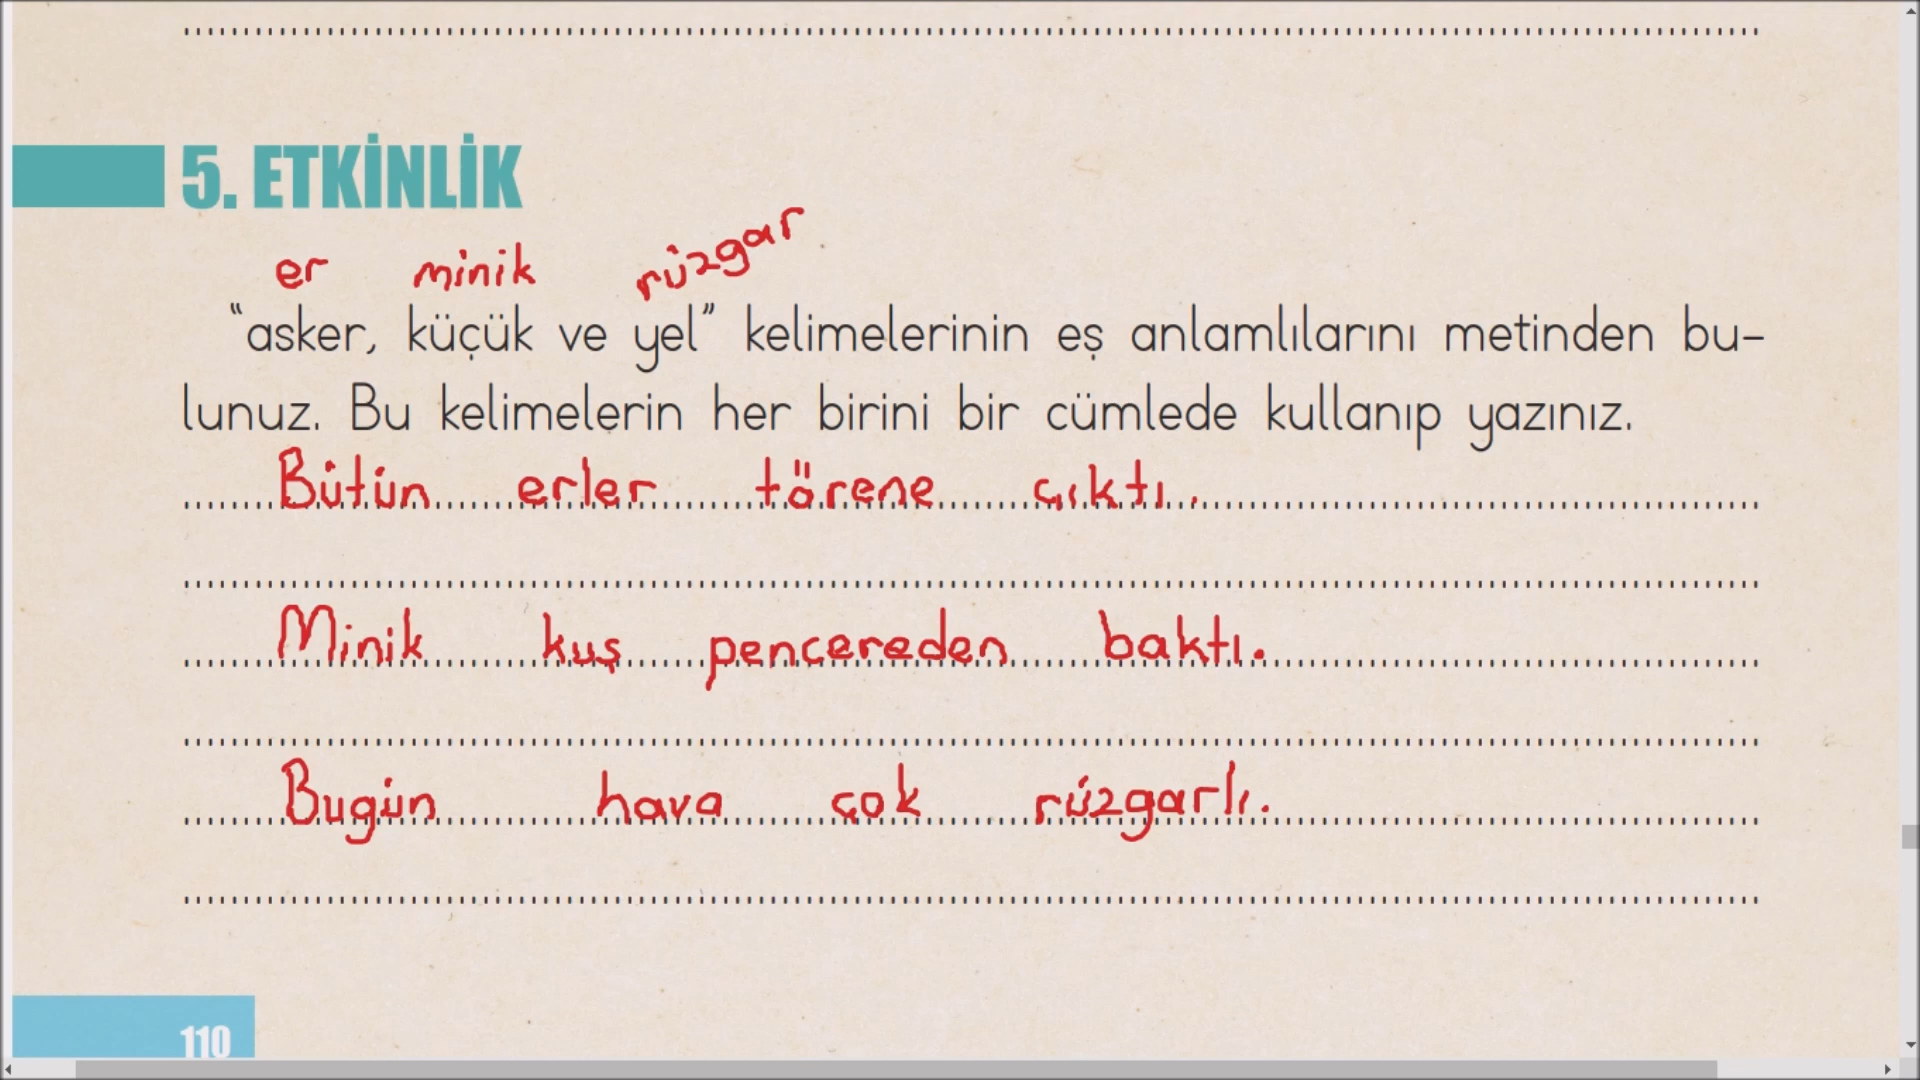 5. ETKİNLİK
er minik rüzgar
“asker, küçük ve yel” kelimelerinin eş anlamlılarını metinden bu-
lunuz. Bu kelimelerin her birini bir cümlede kullanıp yazınız.
Bütün erler törene çıktı.
Minik kuş pencereden baktı.
Bugün hava çok rüzgarlı.
110